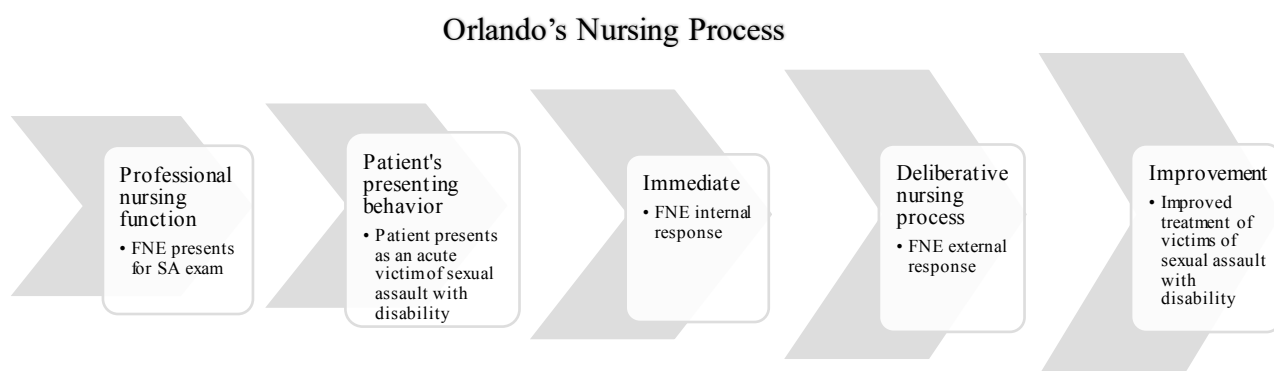 Orlando's Nursing Process
Professional
nursing
function
• FNE presents
for SA exam
Patient's
presenting
behavior
• Patient presents
as an acute
victim of sexual
assault with
disability
Immediate
• FNE internal
response
Deliberative
nursing
process
• FNE external
response
Improvement
• Improved
treatment of
victims of
sexual assault
with
disability